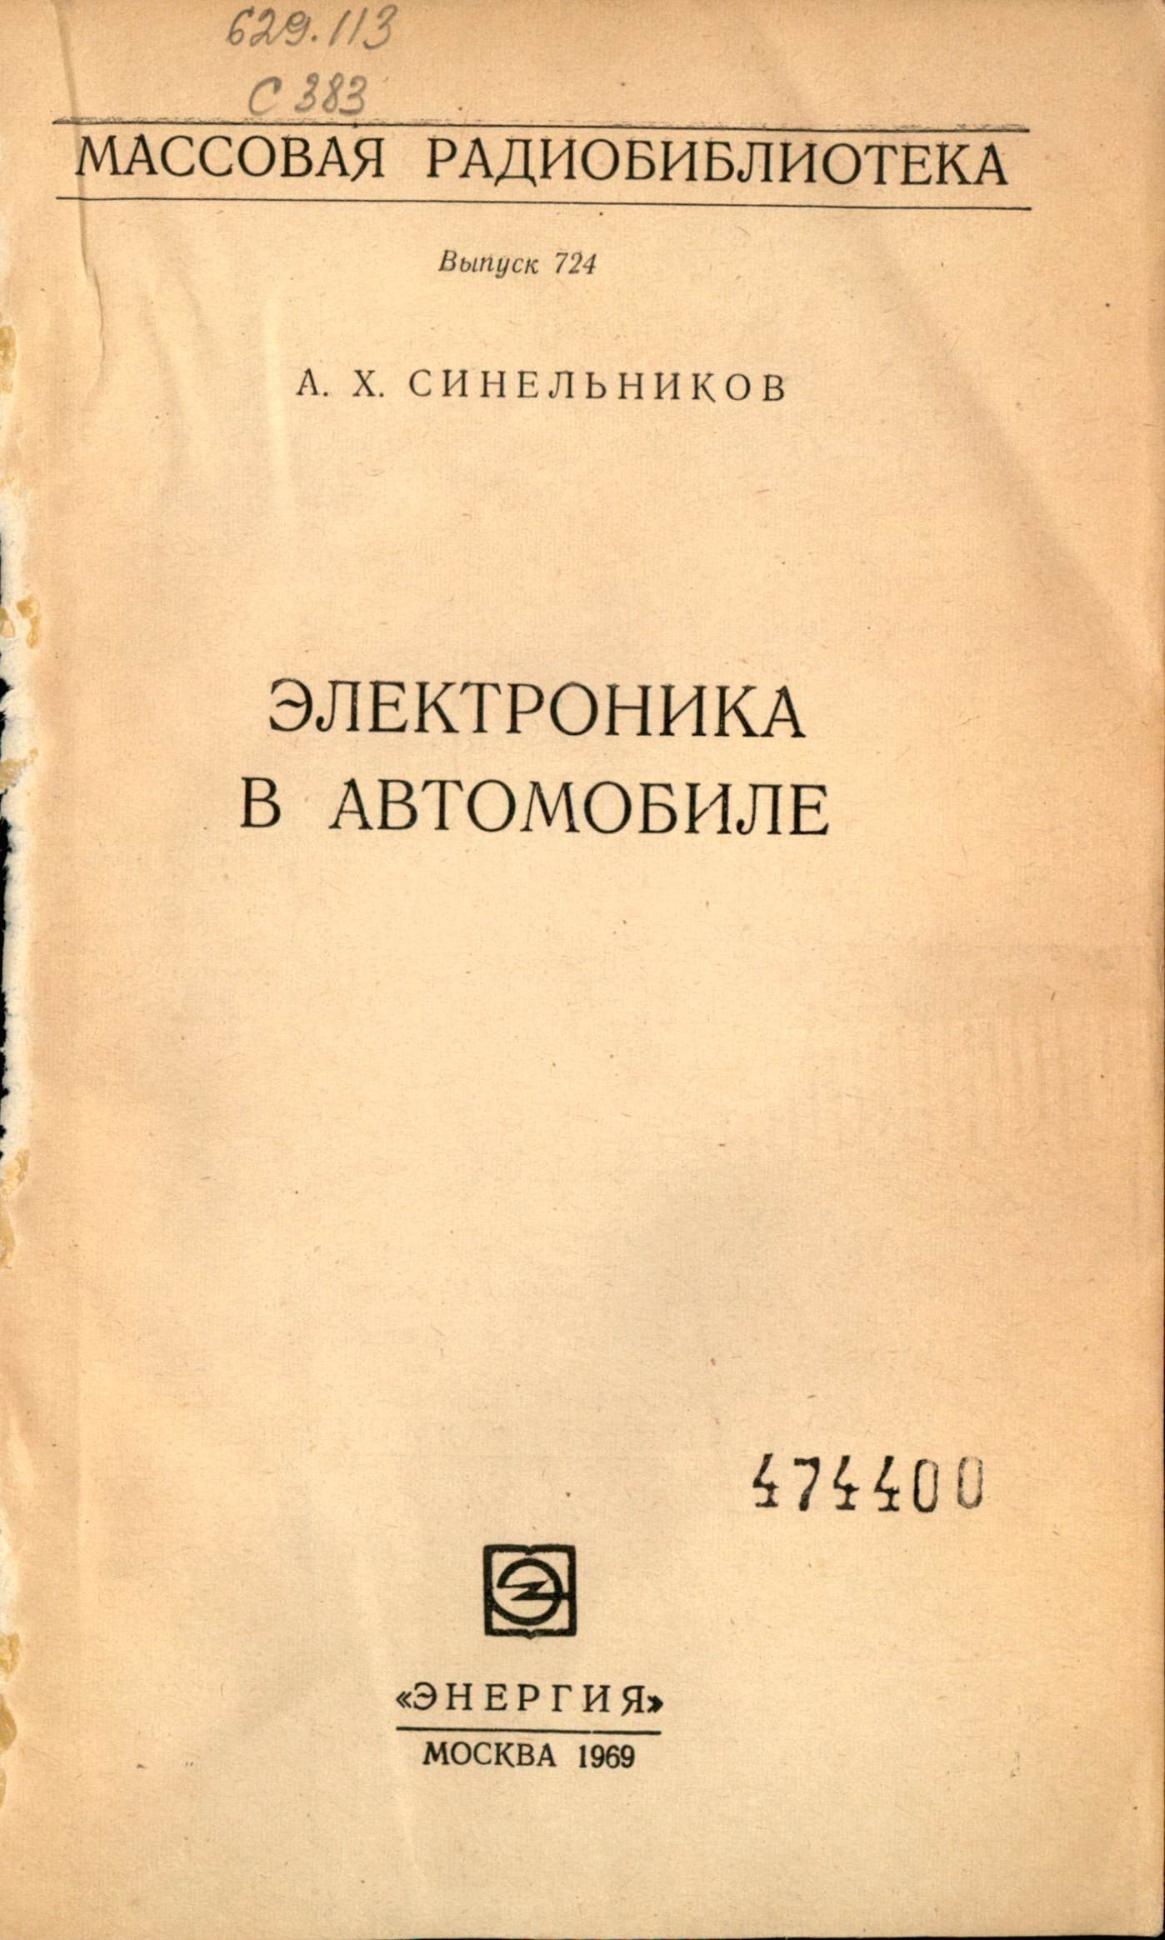 629.113
С 383
МАССОВАЯ РАДИОБИБЛИОТЕКА
Выпуск 724
А. Х. СИНЕЛЬНИКОВ
ЭЛЕКТРОНИКА
В АВТОМОБИЛЕ
474400
«ЭНЕРГИЯ»
МОСКВА 1969